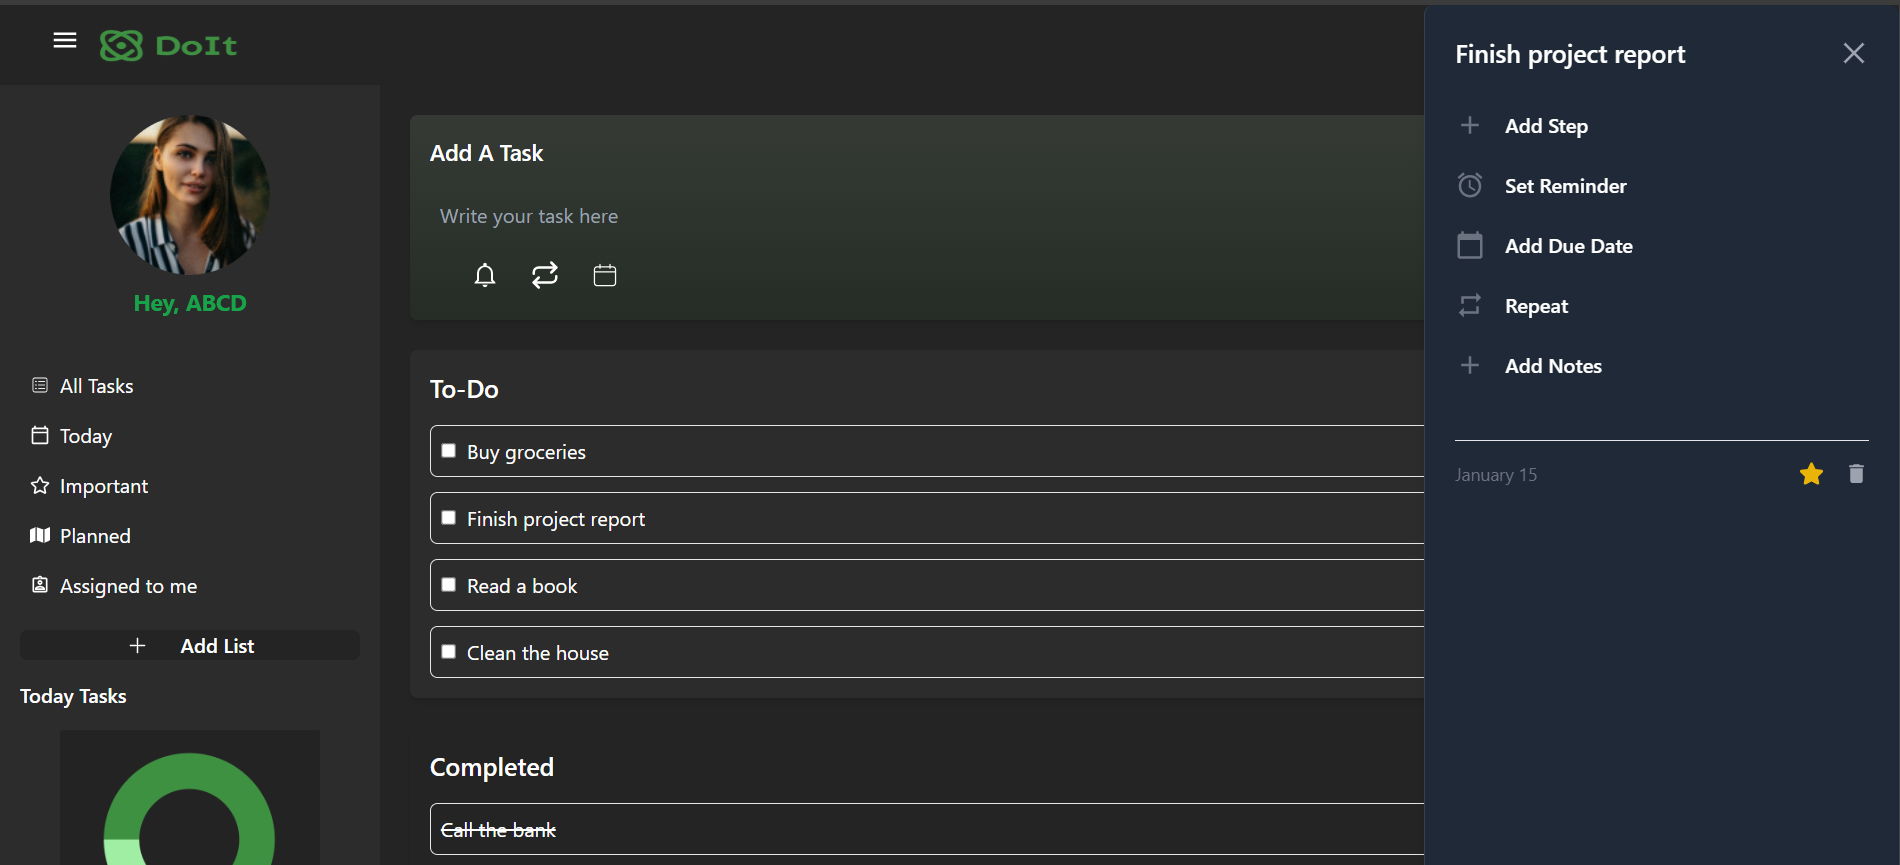 DoIt
Hey, ABCD
All Tasks
Today
Important
Planned
Assigned to me
Add List
Today Tasks
Add A Task
Write your task here
To-Do
Buy groceries
Finish project report
Read a book
Clean the house
Completed
Call the bank
Finish project report
Add Step
Set Reminder
Add Due Date
Repeat
Add Notes
January 15